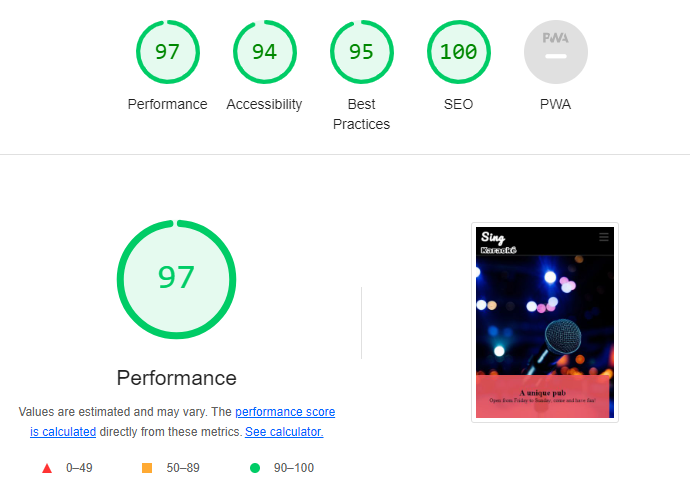 97
94
95
100
PWA
Performance
Accessibility
Best
Practices
SEO
PWA
97
Performance
Values are estimated and may vary. The performance score
is calculated directly from these metrics. See calculator.
0–49
50–89
90–100
Sing
Karaoké
A unique pub
Open from Friday to Sunday, come and have fun!